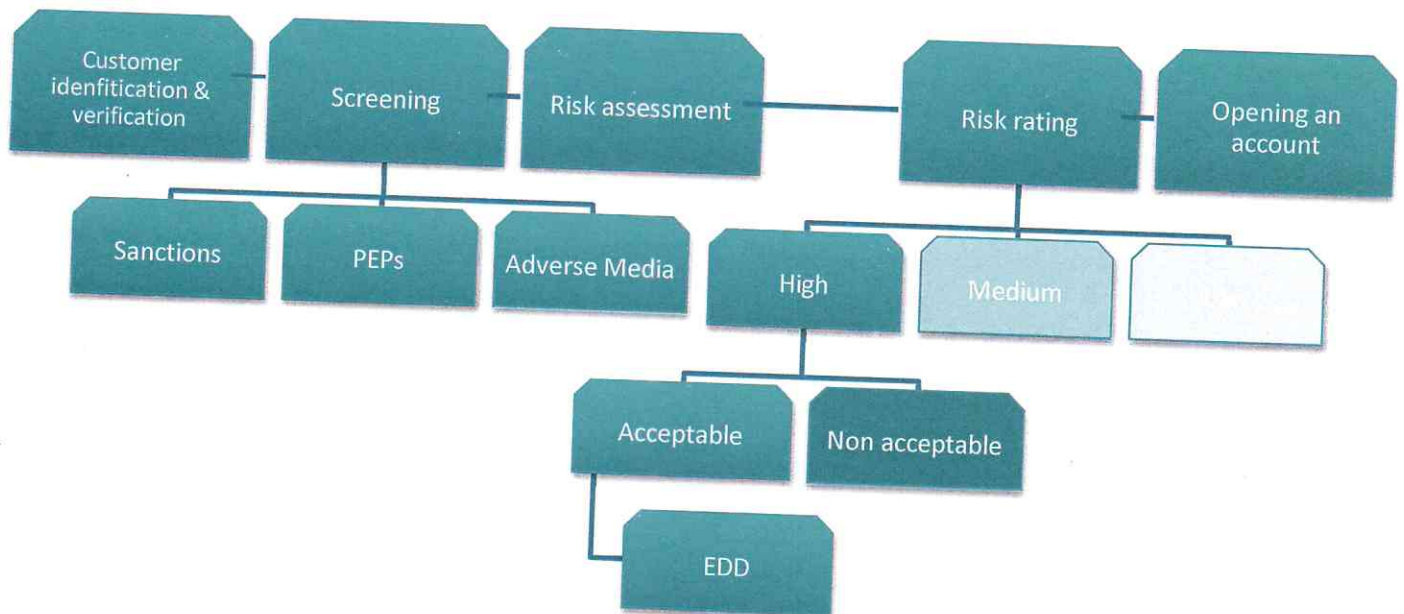 Customer
idenfitication &
verification
Screening
Risk assessment
Risk rating
Opening an
account
Sanctions
PEPs
Adverse Media
High
Medium
Acceptable
Non acceptable
EDD